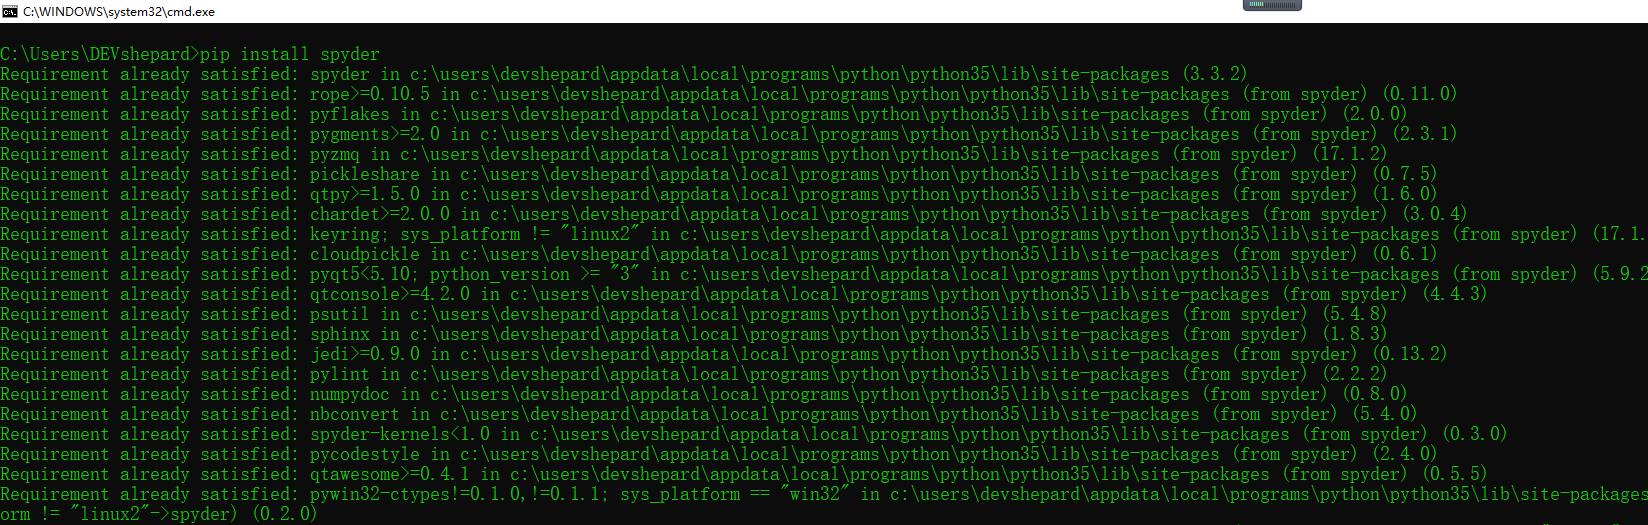 C:\WINDOWS\system32\cmd.exe
C:\Users\DEVshepard>pip install spyder
Requirement already satisfied: spyder in c:\users\devshepard\appdata\local\programs\python\python35\lib\site-packages (3.3.2)
Requirement already satisfied: rope>=0.10.5 in c:\users\devshepard\appdata\local\programs\python\python35\lib\site-packages (from spyder) (0.11.0)
Requirement already satisfied: pyflakes in c:\users\devshepard\appdata\local\programs\python\python35\lib\site-packages (from spyder) (2.0.0)
Requirement already satisfied: pygments>=2.0 in c:\users\devshepard\appdata\local\programs\python\python35\lib\site-packages (from spyder) (2.3.1)
Requirement already satisfied: pyzmq in c:\users\devshepard\appdata\local\programs\python\python35\lib\site-packages (from spyder) (17.1.2)
Requirement already satisfied: pickleshare in c:\users\devshepard\appdata\local\programs\python\python35\lib\site-packages (from spyder) (0.7.5)
Requirement already satisfied: qtpy>=1.5.0 in c:\users\devshepard\appdata\local\programs\python\python35\lib\site-packages (from spyder) (1.6.0)
Requirement already satisfied: chardet>=2.0.0 in c:\users\devshepard\appdata\local\programs\python\python35\lib\site-packages (from spyder) (3.0.4)
Requirement already satisfied: keyring; sys_platform != "linux2" in c:\users\devshepard\appdata\local\programs\python\python35\lib\site-packages (from spyder) (17.1.
Requirement already satisfied: cloudpickle in c:\users\devshepard\appdata\local\programs\python\python35\lib\site-packages (from spyder) (0.6.1)
Requirement already satisfied: pyqt5<5.10; python_version >= "3" in c:\users\devshepard\appdata\local\programs\python\python35\lib\site-packages (from spyder) (5.9.2
Requirement already satisfied: qtconsole>=4.2.0 in c:\users\devshepard\appdata\local\programs\python\python35\lib\site-packages (from spyder) (4.4.3)
Requirement already satisfied: psutil in c:\users\devshepard\appdata\local\programs\python\python35\lib\site-packages (from spyder) (5.4.8)
Requirement already satisfied: sphinx in c:\users\devshepard\appdata\local\programs\python\python35\lib\site-packages (from spyder) (1.8.3)
Requirement already satisfied: jedi>=0.9.0 in c:\users\devshepard\appdata\local\programs\python\python35\lib\site-packages (from spyder) (0.13.2)
Requirement already satisfied: pylint in c:\users\devshepard\appdata\local\programs\python\python35\lib\site-packages (from spyder) (2.2.2)
Requirement already satisfied: numpydoc in c:\users\devshepard\appdata\local\programs\python\python35\lib\site-packages (from spyder) (0.8.0)
Requirement already satisfied: nbconvert in c:\users\devshepard\appdata\local\programs\python\python35\lib\site-packages (from spyder) (5.4.0)
Requirement already satisfied: spyder-kernels<1.0 in c:\users\devshepard\appdata\local\programs\python\python35\lib\site-packages (from spyder) (0.3.0)
Requirement already satisfied: pycodestyle in c:\users\devshepard\appdata\local\programs\python\python35\lib\site-packages (from spyder) (2.4.0)
Requirement already satisfied: qtawesome>=0.4.1 in c:\users\devshepard\appdata\local\programs\python\python35\lib\site-packages (from spyder) (0.5.5)
Requirement already satisfied: pywin32-ctypes!=0.1.0,!=0.1.1; sys_platform == "win32" in c:\users\devshepard\appdata\local\programs\python\python35\lib\site-packages
orm != "linux2"->spyder) (0.2.0)